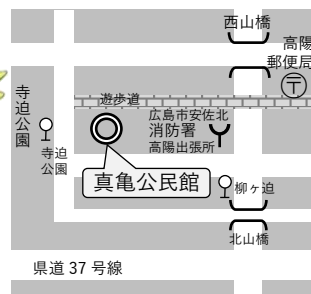 西山橋
高陽
郵便局
〒
遊歩道
寺迫公園
広島市安佐北
消防署
高陽出張所
寺迫
公園
真亀公民館
柳ヶ迫
北山橋
県道 37 号線